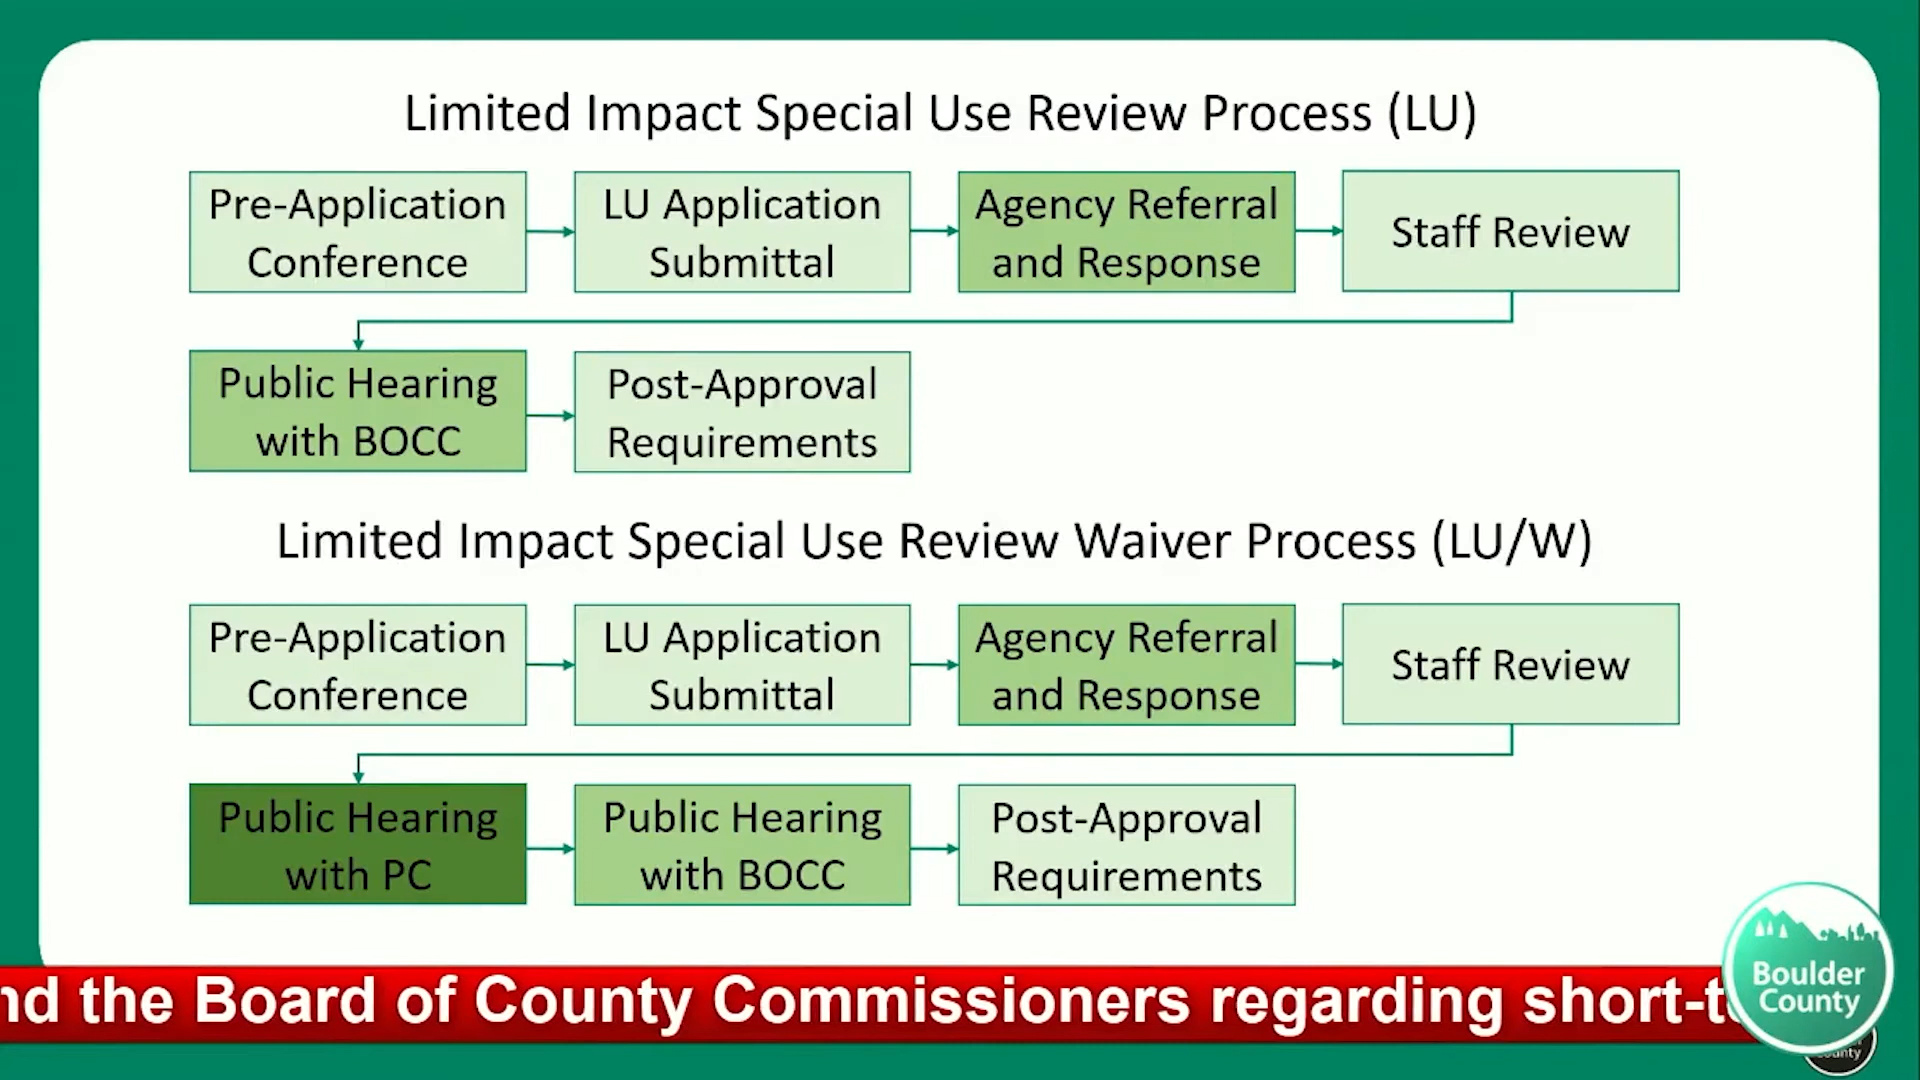 Limited Impact Special Use Review Process (LU)
Pre-Application
Conference
LU Application
Submittal
Agency Referral
and Response
Staff Review
Public Hearing
with BOCC
Post-Approval
Requirements
Limited Impact Special Use Review Waiver Process (LU/W)
Pre-Application
Conference
LU Application
Submittal
Agency Referral
and Response
Staff Review
Public Hearing
with PC
Public Hearing
with BOCC
Post-Approval
Requirements
the Board of County Commissioners regarding
Boulder
County